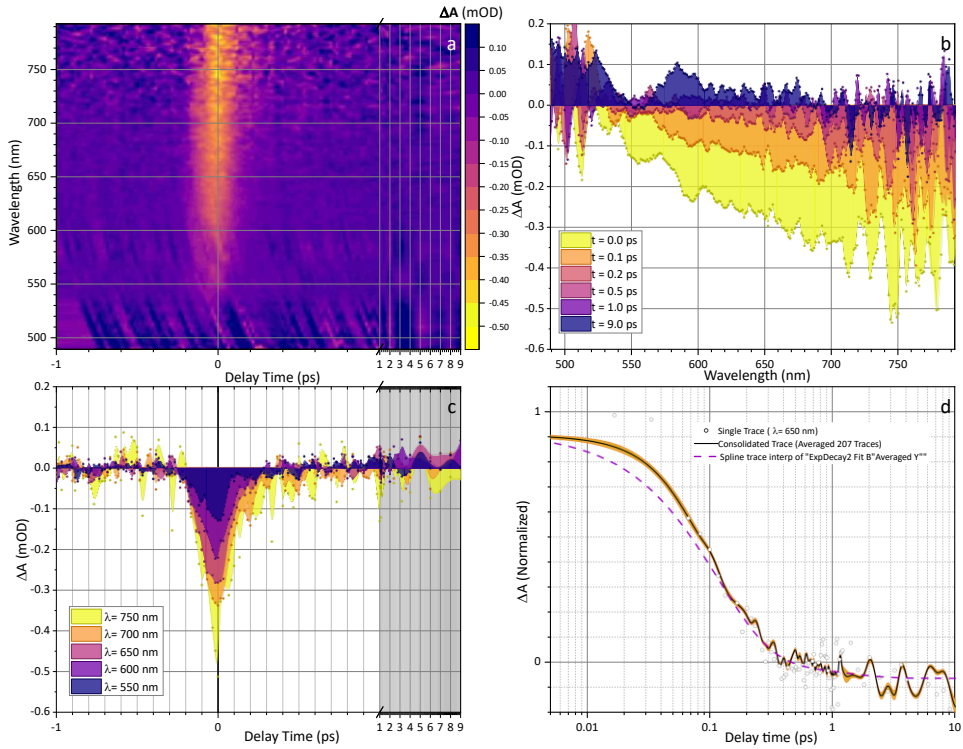 ΔA (mOD)
a
0.10
0.05
0.00
-0.05
-0.10
-0.15
-0.20
-0.25
-0.30
-0.35
-0.40
-0.45
-0.50
750
700
650
600
550
500
Wavelength (nm)
-1 0 1 2 3 4 5 6 7 8 9
Delay Time (ps)
b
0.2
0.1
0.0
-0.1
-0.2
-0.3
-0.4
-0.5
-0.6
ΔA (mOD)
t = 0.0 ps
t = 0.1 ps
t = 0.2 ps
t = 0.5 ps
t = 1.0 ps
t = 9.0 ps
500 550 600 650 700 750
Wavelength (nm)
c
0.2
0.1
0.0
-0.1
-0.2
-0.3
-0.4
-0.5
-0.6
ΔA (mOD)
λ= 750 nm
λ= 700 nm
λ= 650 nm
λ= 600 nm
λ= 550 nm
-1 0 1 2 3 4 5 6 7 8 9
Delay Time (ps)
d
1
0
ΔA (Normalized)
Single Trace ( λ= 650 nm)
Consolidated Trace (Averaged 207 Traces)
Spline trace interp of "ExpDecay2 Fit B"Averaged Y"""
0.01 0.1 1 10
Delay time (ps)